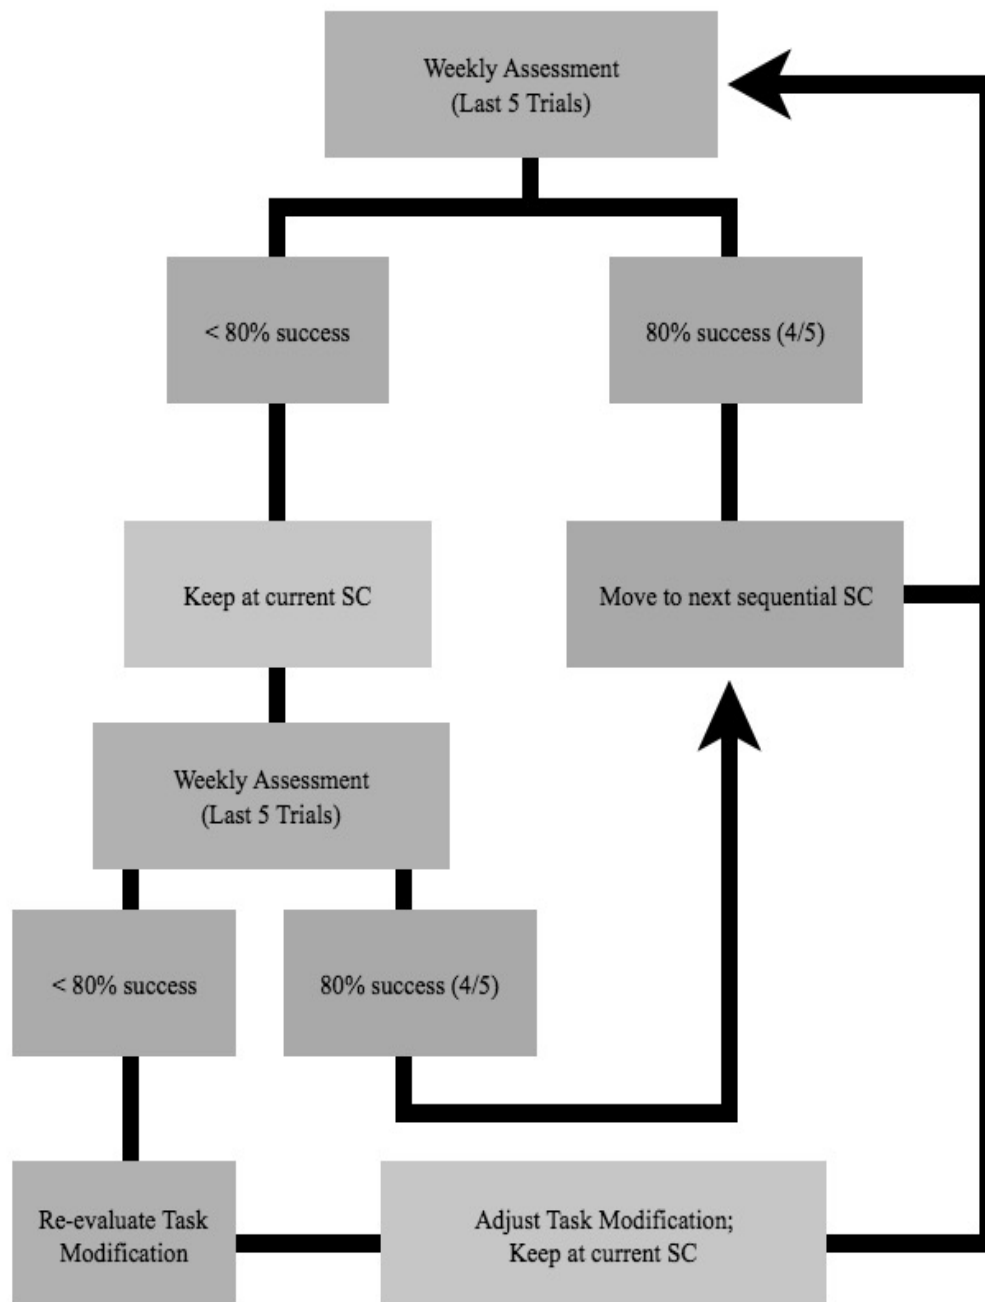 Weekly Assessment
(Last 5 Trials)
< 80% success
80% success (4/5)
Keep at current SC
Move to next sequential SC
Weekly Assessment
(Last 5 Trials)
< 80% success
80% success (4/5)
Re-evaluate Task
Modification
Adjust Task Modification;
Keep at current SC